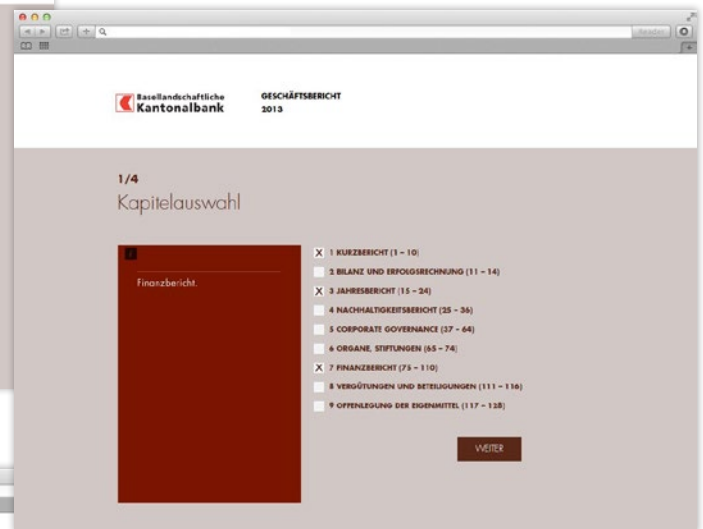 Reader
Basellandschaftliche
Kantonalbank
GESCHÄFTSBERICHT
2013
1/4
Kapitelauswahl
i
Finanzbericht.
X 1 KURZBERICHT (1 – 10)
2 BILANZ UND ERFOLGSRECHNUNG (11 – 14)
X 3 JAHRESBERICHT (15 – 24)
4 NACHHALTIGKEITSBERICHT (25 – 36)
5 CORPORATE GOVERNANCE (37 – 64)
6 ORGANE, STIFTUNGEN (65 – 74)
X 7 FINANZBERICHT (75 – 110)
8 VERGÜTUNGEN UND BETEILIGUNGEN (111 – 116)
9 OFFENLEGUNG DER EIGENMITTEL (117 – 128)
WEITER